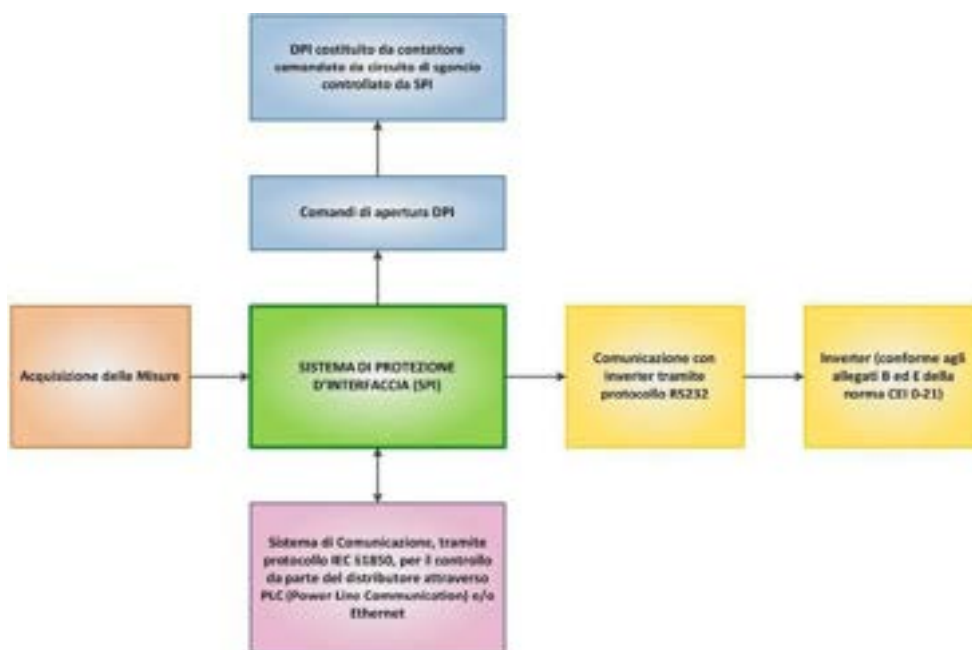 DPI costituito da contattore
comandato da circuito di sgancio
controllato da SPI
Comandi di apertura DPI
Acquisizione delle Misure
SISTEMA DI PROTEZIONE
D'INTERFACCIA (SPI)
Comunicazione con
inverter tramite
protocollo RS232
Inverter (conforme agli
allegati B ed E della
norma CEI 0-21)
Sistema di Comunicazione, tramite
protocollo IEC 61850, per il controllo
da parte del distributore attraverso
PLC (Power Line Communication) e/o
Ethernet